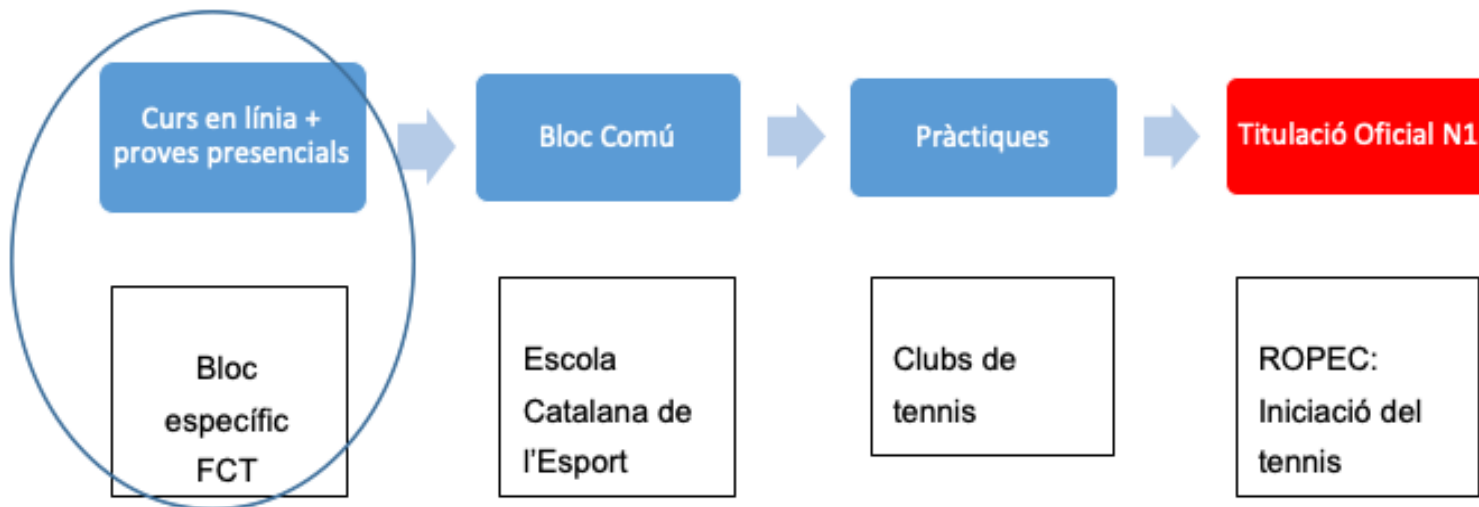 Curs en línia +
proves presencials
Bloc Comú
Pràctiques
Titulació Oficial N1
Bloc
específic
FCT
Escola
Catalana de
l'Esport
Clubs de
tennis
ROPEC:
Iniciació del
tennis